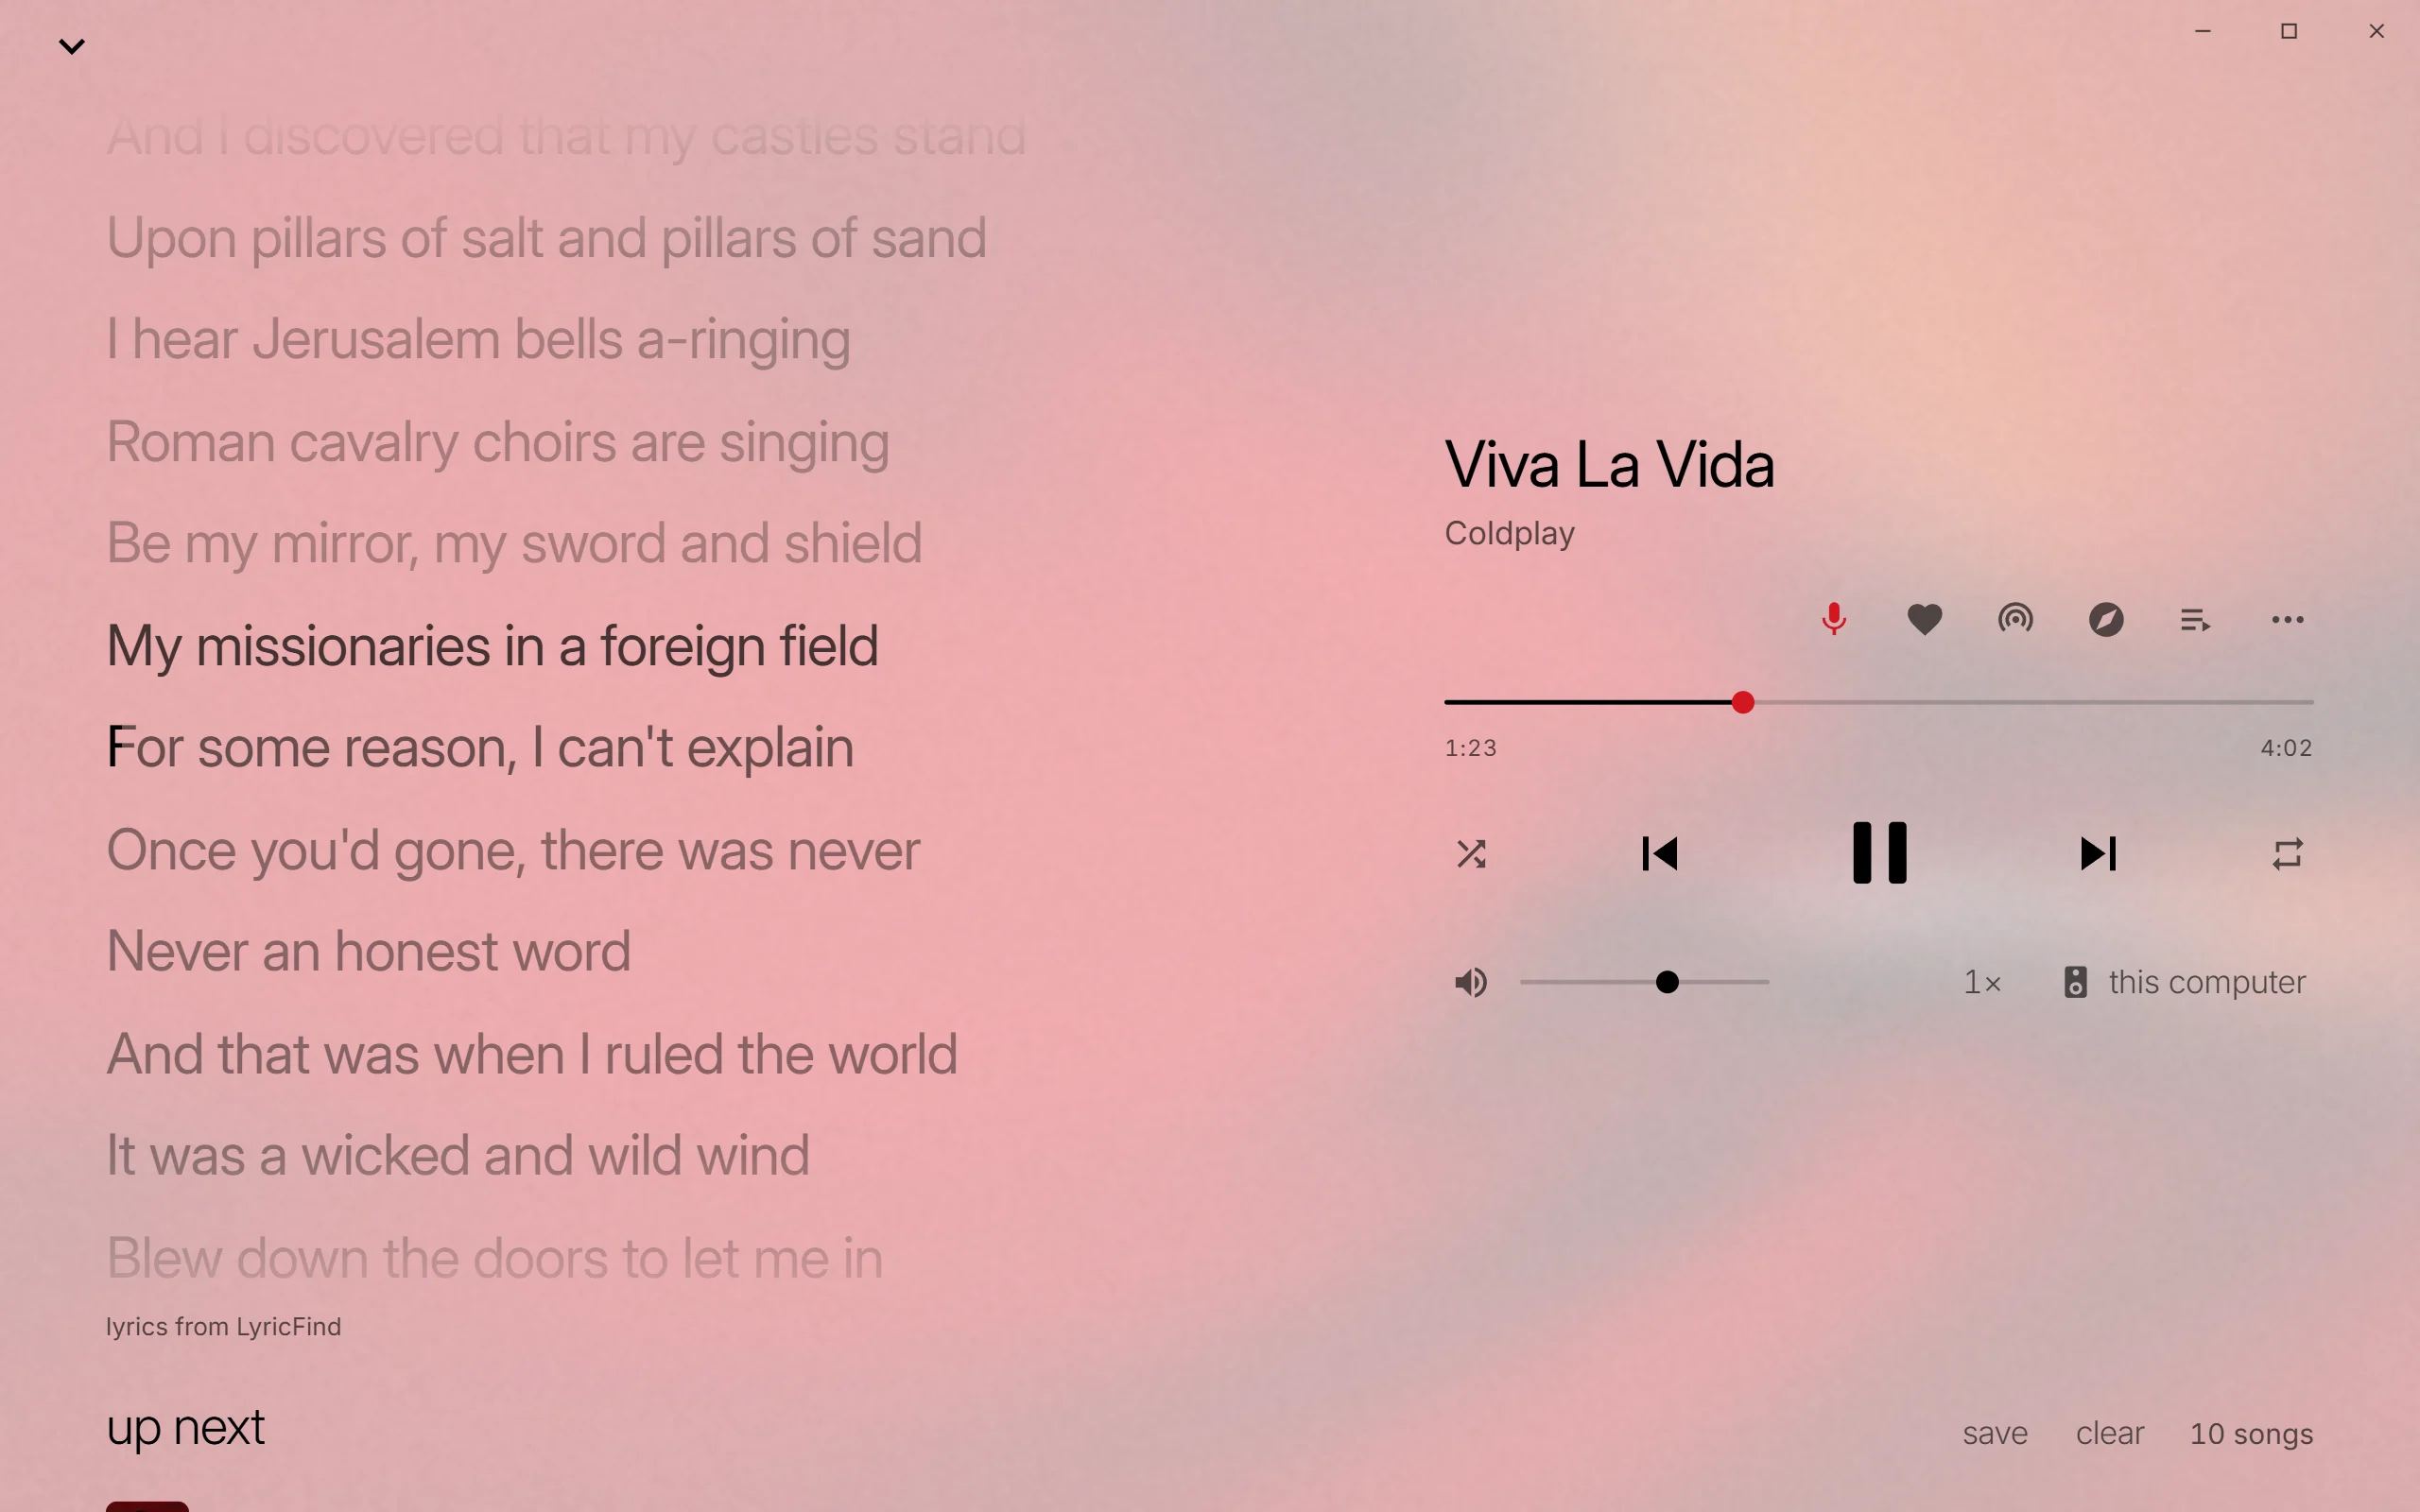 And I discovered that my castles stand
Upon pillars of salt and pillars of sand
I hear Jerusalem bells a-ringing
Roman cavalry choirs are singing
Be my mirror, my sword and shield
My missionaries in a foreign field
For some reason, I can't explain
Once you'd gone, there was never
Never an honest word
And that was when I ruled the world
It was a wicked and wild wind
Blew down the doors to let me in
lyrics from LyricFind
Viva La Vida
Coldplay
1:23 4:02
1× this computer
up next
save clear 10 songs